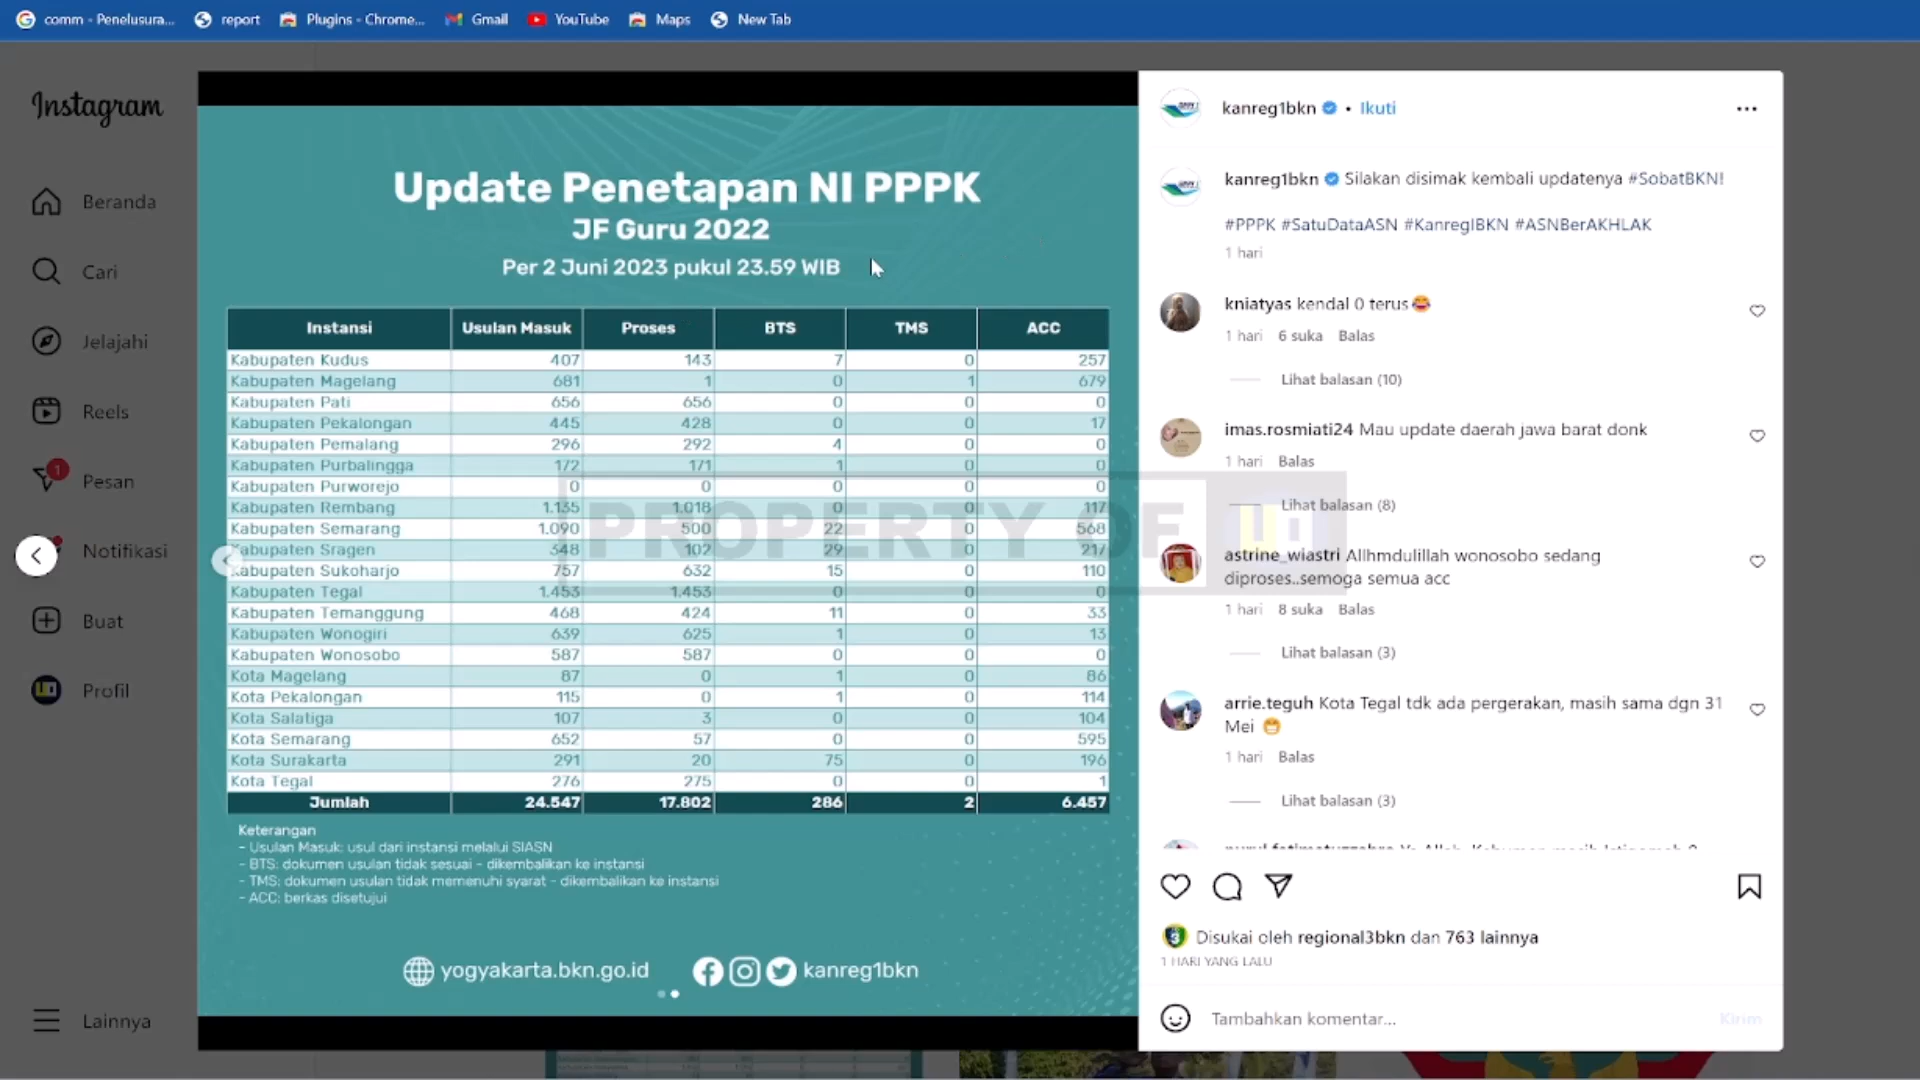 comm - Penelusura... report Plugins - Chrome... Gmail YouTube Maps New Tab
Instagram
Beranda
Cari
Jelajahi
Reels
1
Pesan
Notifikasi
Buat
Profil
Lainnya
Update Penetapan NI PPPK
JF Guru 2022
Per 2 Juni 2023 pukul 23.59 WIB
Instansi Usulan Masuk Proses BTS TMS ACC
Kabupaten Kudus 407 143 7 0 257
Kabupaten Magelang 681 1 0 1 679
Kabupaten Pati 656 656 0 0 0
Kabupaten Pekalongan 445 428 0 0 17
Kabupaten Pemalang 296 292 4 0 0
Kabupaten Purbalingga 172 171 1 0 0
Kabupaten Purworejo 0 0 0 0 0
Kabupaten Rembang 1.135 1.018 0 0 117
Kabupaten Semarang 1.090 500 22 0 568
Kabupaten Sragen 348 102 29 0 217
Kabupaten Sukoharjo 757 632 15 0 110
Kabupaten Tegal 1.453 1.453 0 0 0
Kabupaten Temanggung 468 424 11 0 33
Kabupaten Wonogiri 639 625 1 0 13
Kabupaten Wonosobo 587 587 0 0 0
Kota Magelang 87 0 1 0 86
Kota Pekalongan 115 0 1 0 114
Kota Salatiga 107 3 0 0 104
Kota Semarang 652 57 0 0 595
Kota Surakarta 291 20 75 0 196
Kota Tegal 276 275 0 0 1
Jumlah 24.547 17.802 286 2 6.457
Keterangan
- Usulan Masuk: usul dari instansi melalui SIASN
- BTS: dokumen usulan tidak sesuai - dikembalikan ke instansi
- TMS: dokumen usulan tidak memenuhi syarat - dikembalikan ke instansi
- ACC: berkas disetujui
yogyakarta.bkn.go.id kanreg1bkn
PROPERTY OF
kanreg1bkn • Ikuti
kanreg1bkn Silakan disimak kembali updatenya #SobatBKN!
#PPPK #SatuDataASN #KanregIBKN #ASNBerAKHLAK
1 hari
kniatyas kendal 0 terus😂
1 hari 6 suka Balas
Lihat balasan (10)
imas.rosmiati24 Mau update daerah jawa barat donk
1 hari Balas
Lihat balasan (8)
astrine_wiastri Allhmdulillah wonosobo sedang
diproses..semoga semua acc
1 hari 8 suka Balas
Lihat balasan (3)
arrie.teguh Kota Tegal tdk ada pergerakan, masih sama dgn 31
Mei 😁
1 hari Balas
Lihat balasan (3)
Disukai oleh regional3bkn dan 763 lainnya
1 HARI YANG LALU
Tambahkan komentar...
Kirim